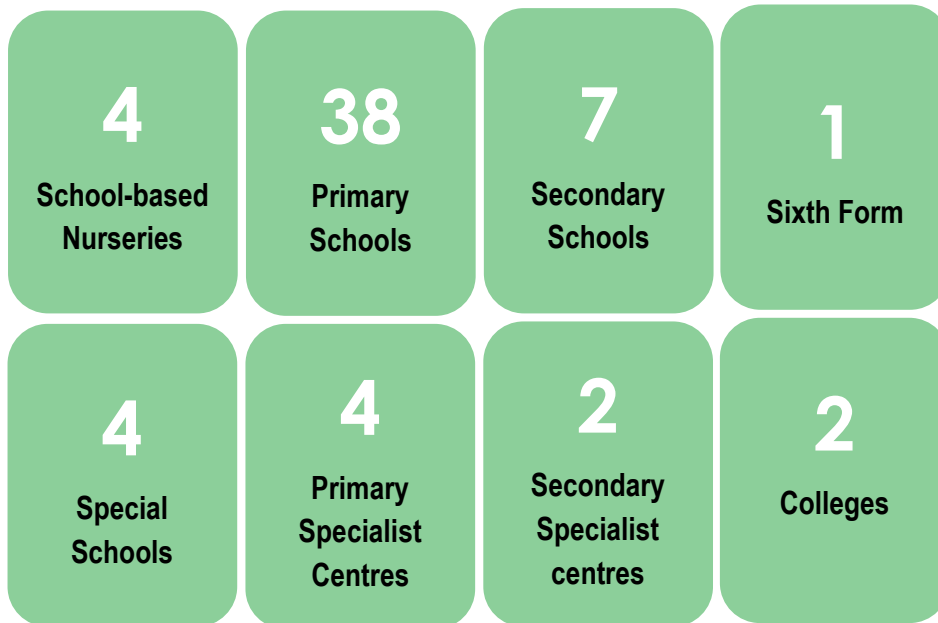 4
School-based
Nurseries
38
Primary
Schools
7
Secondary
Schools
1
Sixth Form
4
Special
Schools
4
Primary
Specialist
Centres
2
Secondary
Specialist
centres
2
Colleges